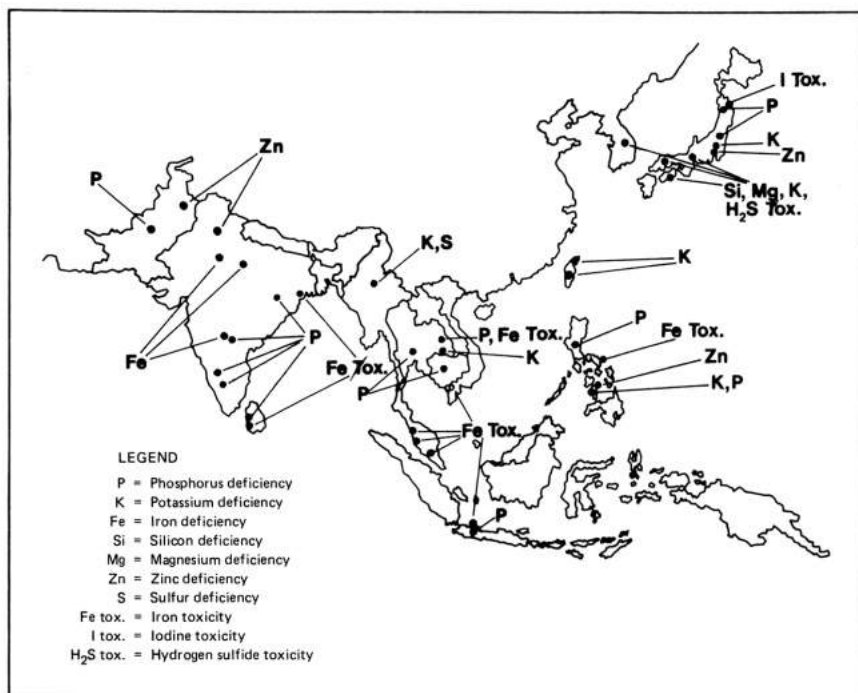 I Tox.
P
Zn
K
P
Zn
Si, Mg, K,
H₂S Tox.
K,S
K
P
P, Fe Tox.
Fe Tox.
P
K
Zn
Fe
Fe Tox.
K,P
P
Fe Tox.
P
LEGEND
P = Phosphorus deficiency
K = Potassium deficiency
Fe = Iron deficiency
Si = Silicon deficiency
Mg = Magnesium deficiency
Zn = Zinc deficiency
S = Sulfur deficiency
Fe tox. = Iron toxicity
I tox. = Iodine toxicity
H₂S tox. = Hydrogen sulfide toxicity